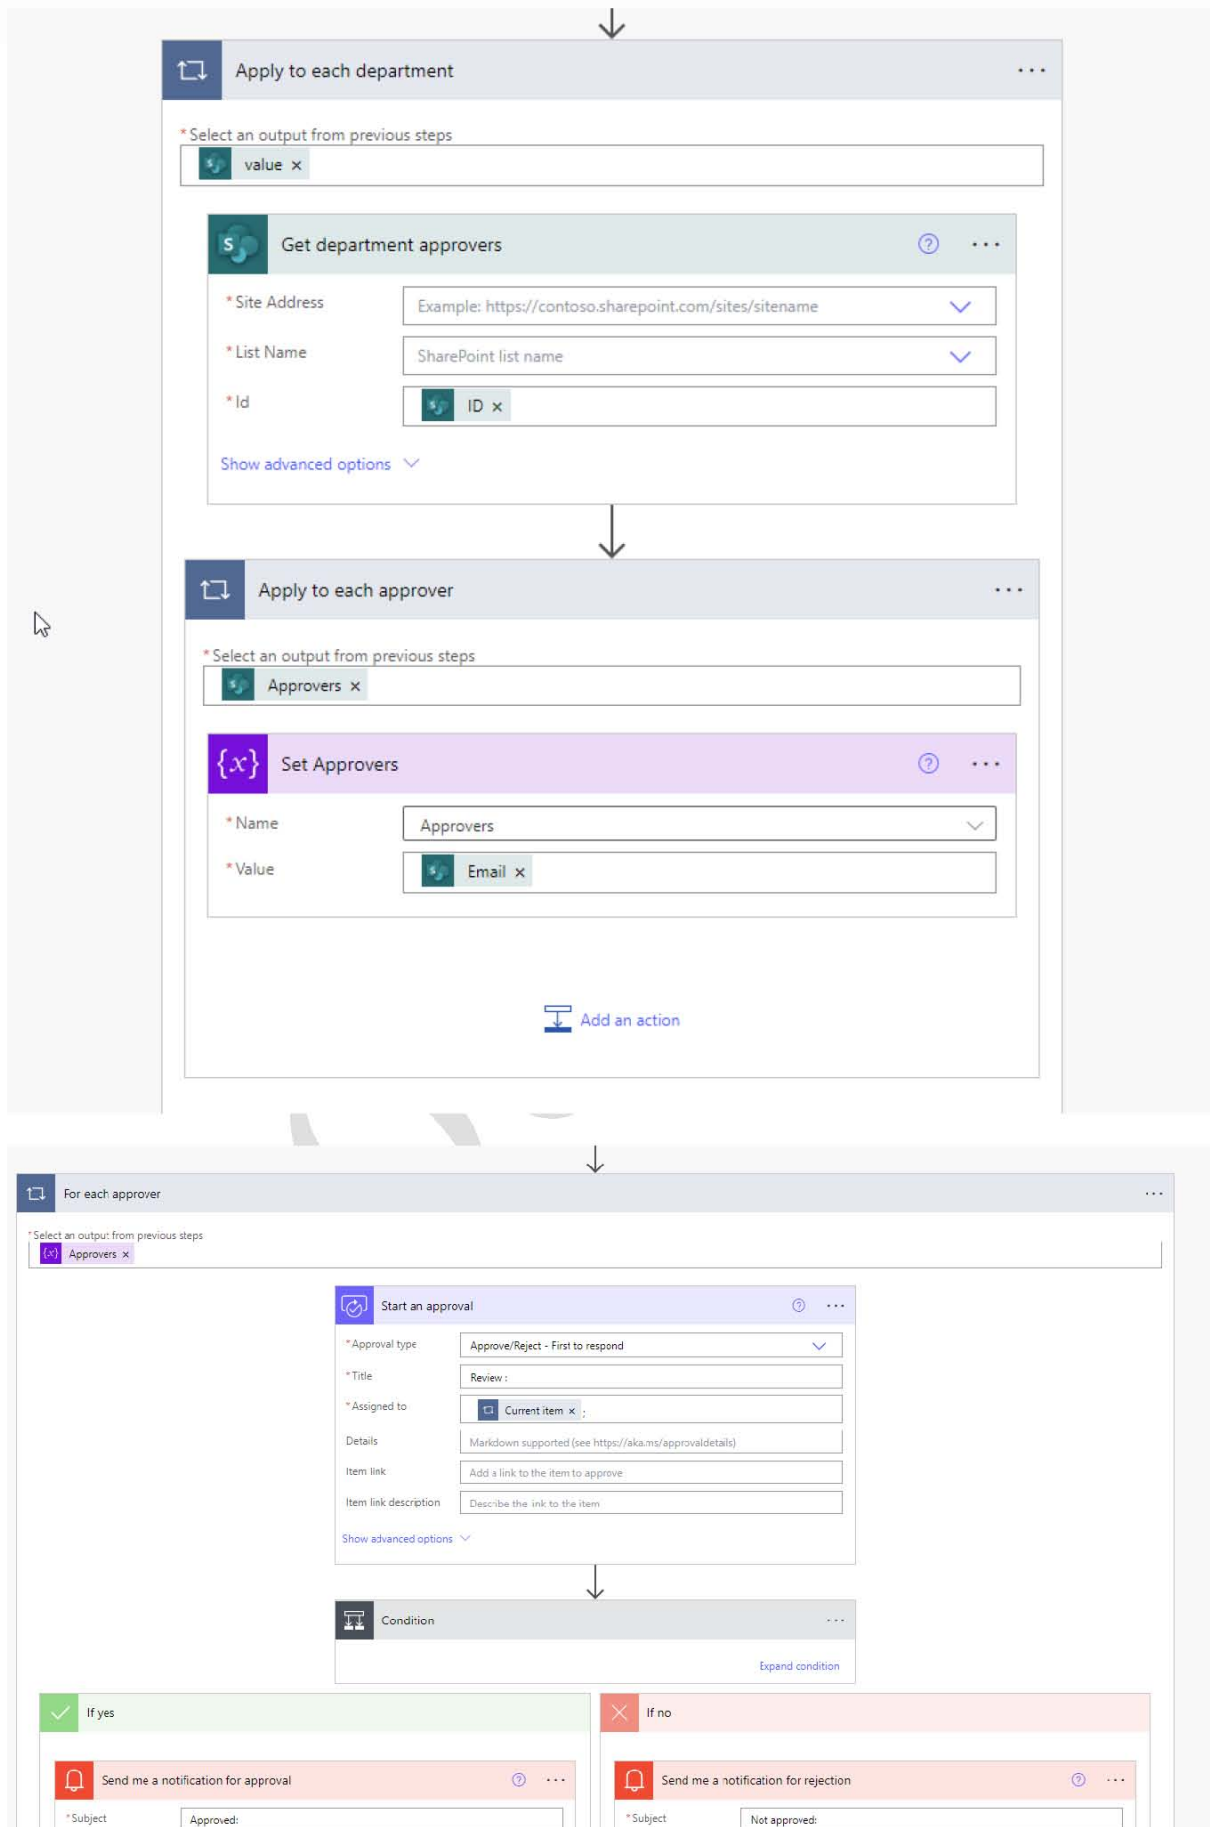 Apply to each department
* Select an output from previous steps
value ×
Get department approvers
* Site Address
Example: https://contoso.sharepoint.com/sites/sitename
* List Name
SharePoint list name
* Id
ID ×
Show advanced options
Apply to each approver
* Select an output from previous steps
Approvers ×
{x} Set Approvers
* Name
Approvers
* Value
Email ×
Add an action
For each approver
* Select an output from previous steps
{x} Approvers ×
Start an approval
* Approval type
Approve/Reject - First to respond
* Title
Review :
* Assigned to
Current item × ;
Details
Markdown supported (see https://aka.ms/approvaldetails)
Item link
Add a link to the item to approve
Item link description
Describe the link to the item
Show advanced options
Condition
Expand condition
If yes
If no
Send me a notification for approval
Send me a notification for rejection
* Subject
Approved:
* Subject
Not approved: